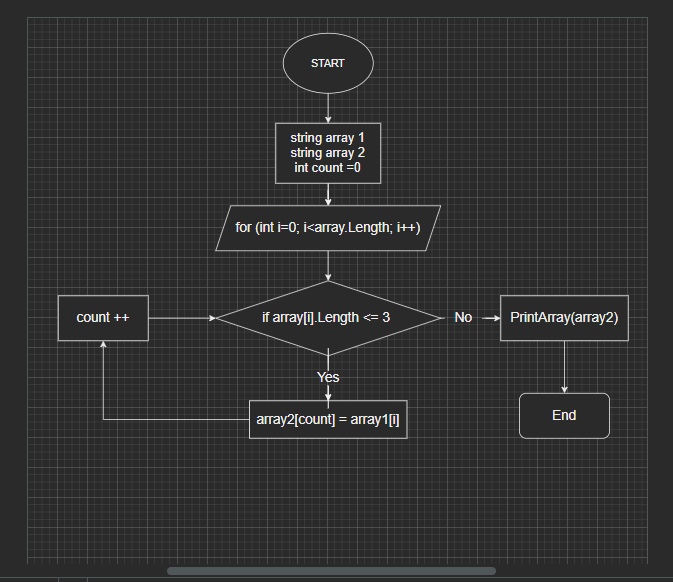 START
string array 1
string array 2
int count =0
for (int i=0; i<array.Length; i++)
count ++
if array[i].Length <= 3
No
PrintArray(array2)
Yes
array2[count] = array1[i]
End